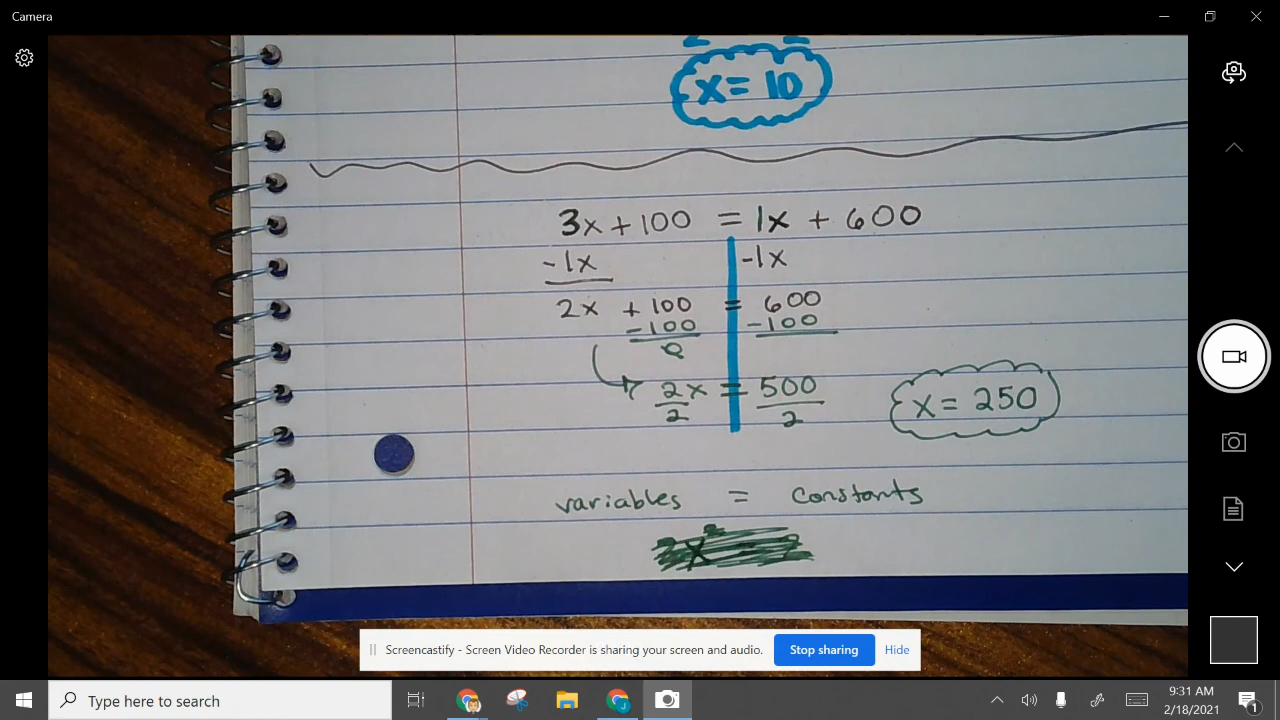 Camera
x = 10
3x + 100 = 1x + 600
-1x -1x
2x + 100 = 600
-100 -100
0
2x = 500
2 2
x = 250
variables = constants
Screencastify - Screen Video Recorder is sharing your screen and audio. Stop sharing Hide
Type here to search
9:31 AM
2/18/2021
1